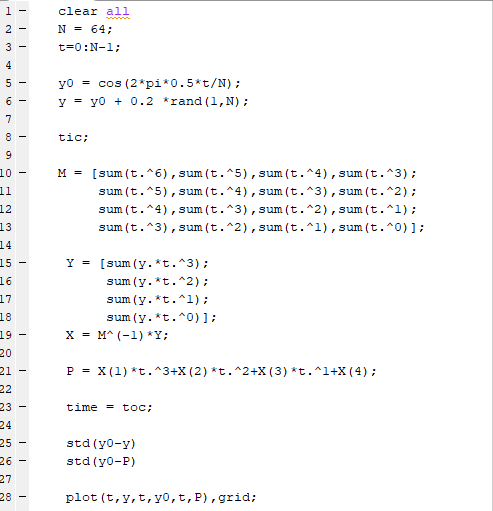 1 - clear all
2 - N = 64;
3 - t=0:N-1;
4
5 - y0 = cos(2*pi*0.5*t/N);
6 - y = y0 + 0.2 *rand(1,N);
7
8 - tic;
9
10 - M = [sum(t.^6),sum(t.^5),sum(t.^4),sum(t.^3);
11 sum(t.^5),sum(t.^4),sum(t.^3),sum(t.^2);
12 sum(t.^4),sum(t.^3),sum(t.^2),sum(t.^1);
13 sum(t.^3),sum(t.^2),sum(t.^1),sum(t.^0)];
14
15 - Y = [sum(y.*t.^3);
16 sum(y.*t.^2);
17 sum(y.*t.^1);
18 sum(y.*t.^0)];
19 - X = M^(-1)*Y;
20
21 - P = X(1)*t.^3+X(2)*t.^2+X(3)*t.^1+X(4);
22
23 - time = toc;
24
25 - std(y0-y)
26 - std(y0-P)
27
28 - plot(t,y,t,y0,t,P),grid;